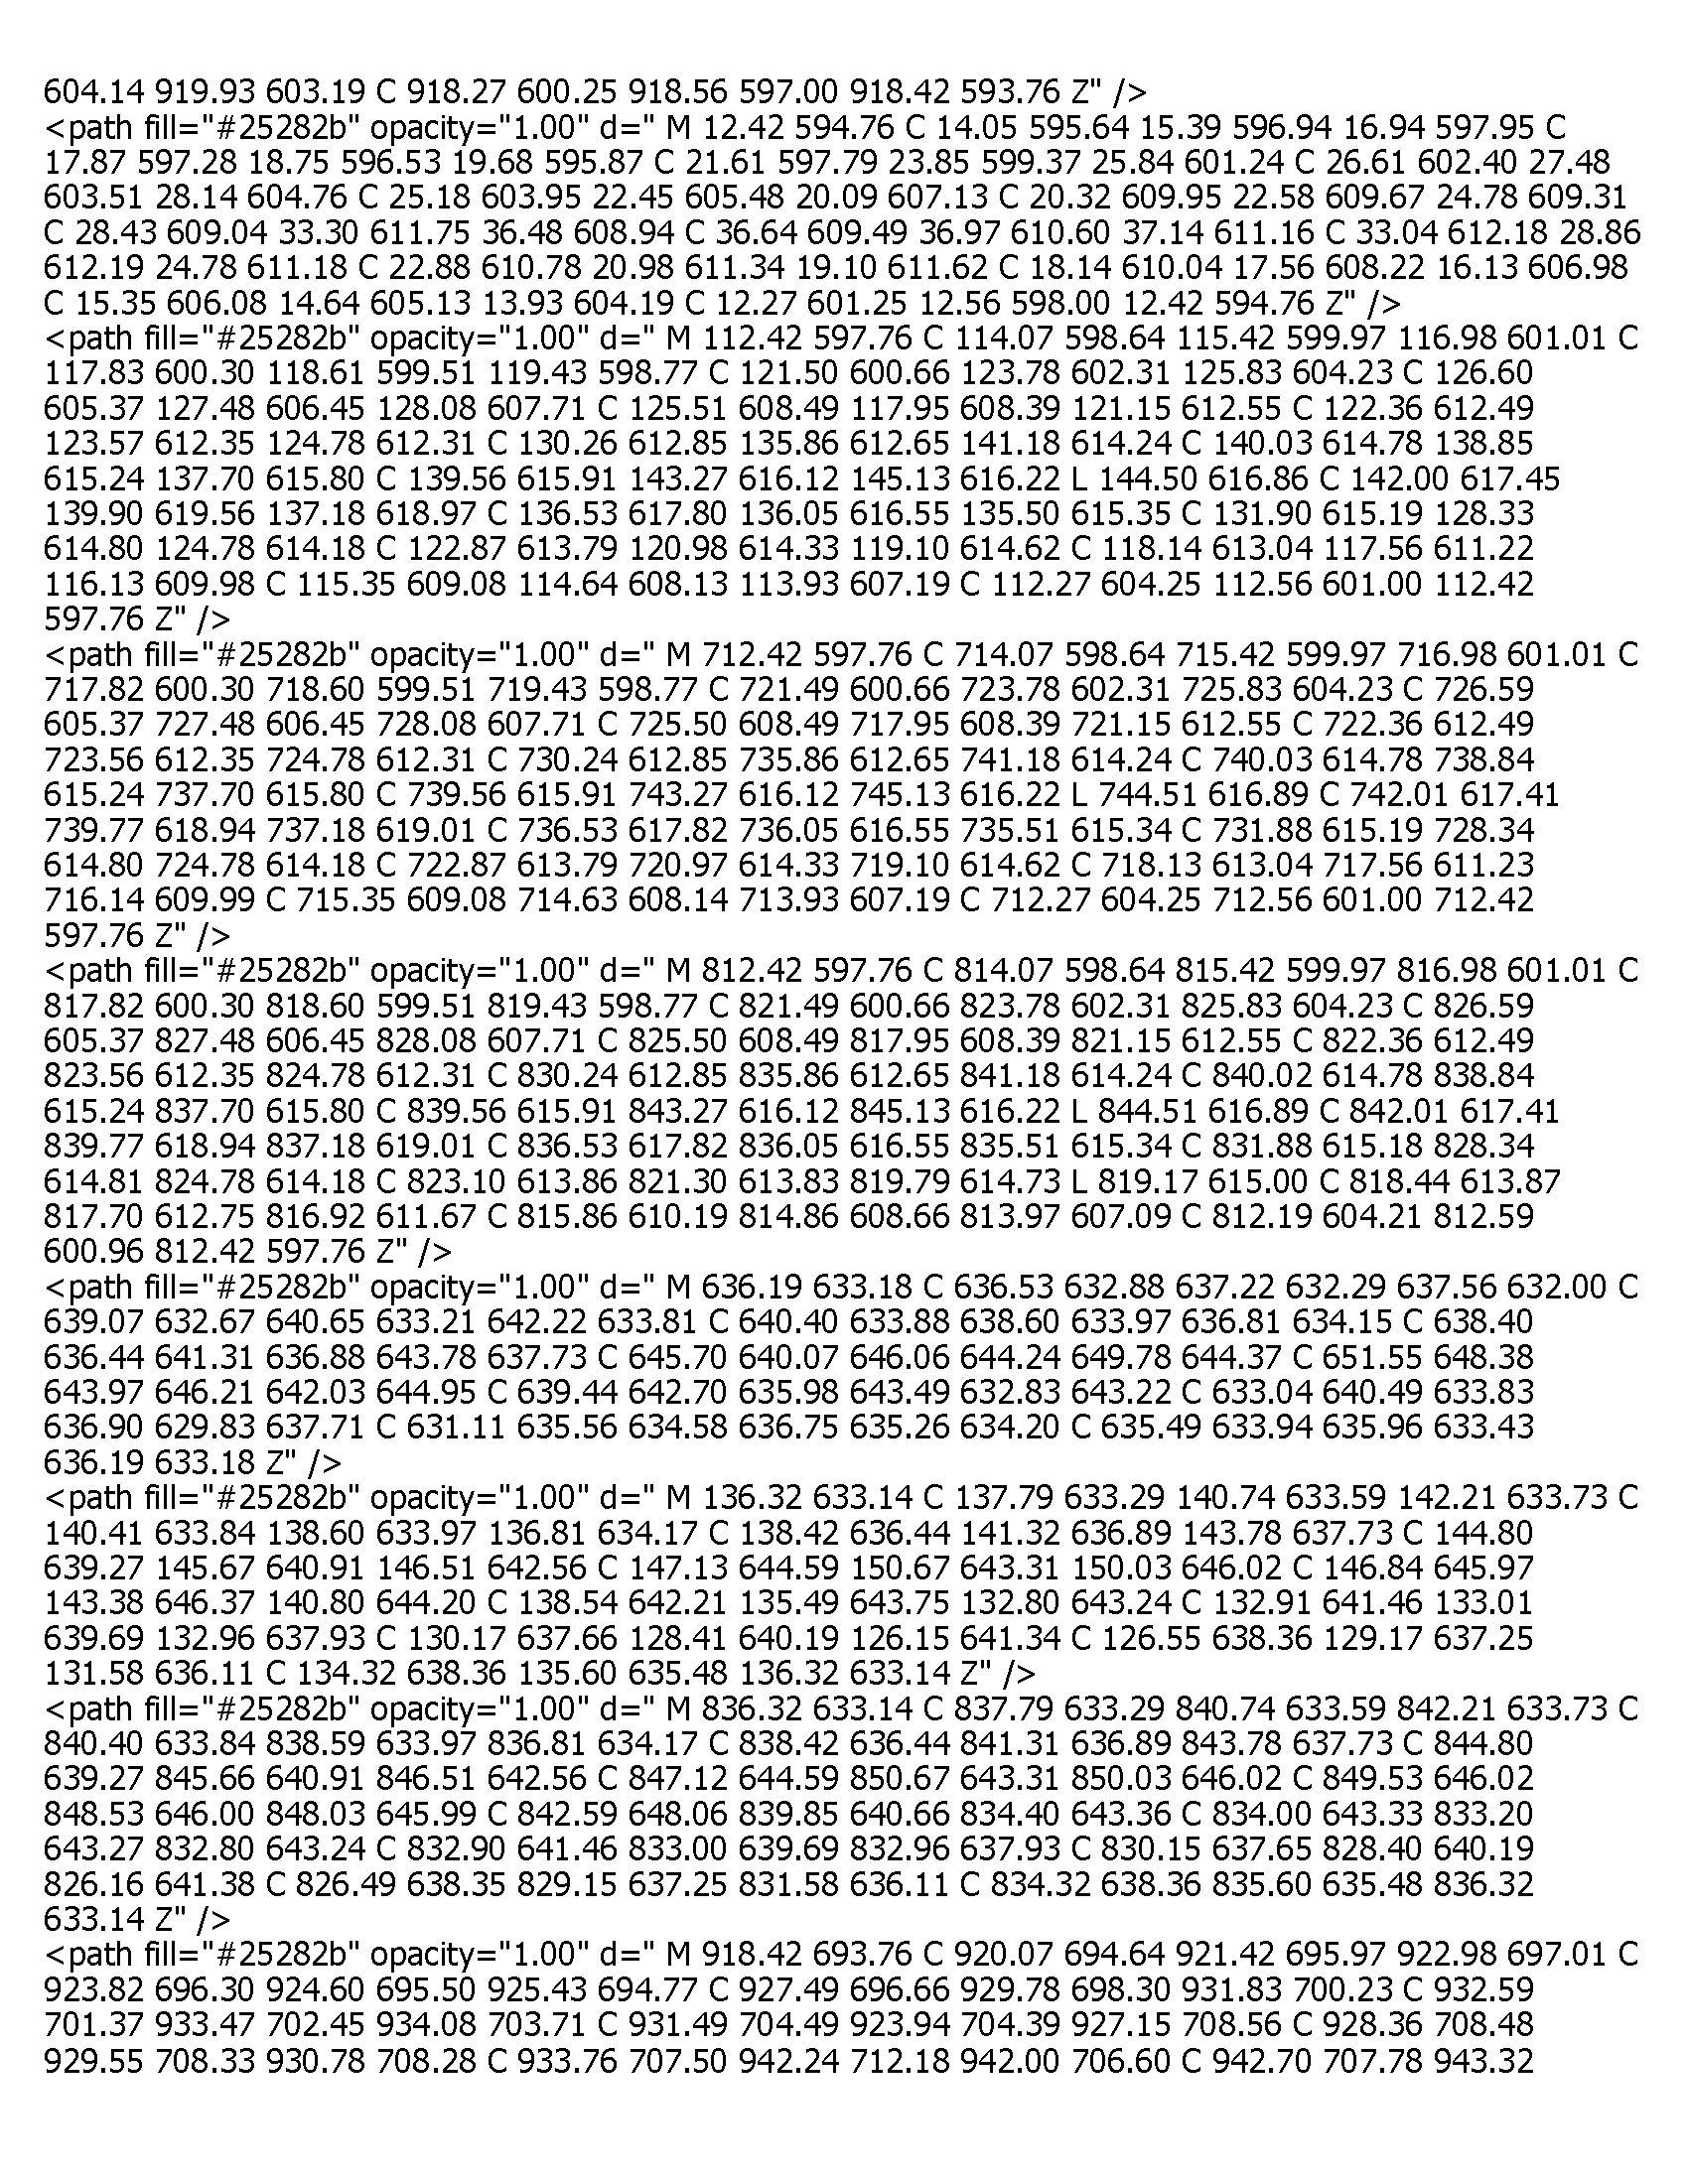 604.14 919.93 603.19 C 918.27 600.25 918.56 597.00 918.42 593.76 Z" />
<path fill="#25282b" opacity="1.00" d=" M 12.42 594.76 C 14.05 595.64 15.39 596.94 16.94 597.95 C
17.87 597.28 18.75 596.53 19.68 595.87 C 21.61 597.79 23.85 599.37 25.84 601.24 C 26.61 602.40 27.48
603.51 28.14 604.76 C 25.18 603.95 22.45 605.48 20.09 607.13 C 20.32 609.95 22.58 609.67 24.78 609.31
C 28.43 609.04 33.30 611.75 36.48 608.94 C 36.64 609.49 36.97 610.60 37.14 611.16 C 33.04 612.18 28.86
612.19 24.78 611.18 C 22.88 610.78 20.98 611.34 19.10 611.62 C 18.14 610.04 17.56 608.22 16.13 606.98
C 15.35 606.08 14.64 605.13 13.93 604.19 C 12.27 601.25 12.56 598.00 12.42 594.76 Z" />
<path fill="#25282b" opacity="1.00" d=" M 112.42 597.76 C 114.07 598.64 115.42 599.97 116.98 601.01 C
117.83 600.30 118.61 599.51 119.43 598.77 C 121.50 600.66 123.78 602.31 125.83 604.23 C 126.60
605.37 127.48 606.45 128.08 607.71 C 125.51 608.49 117.95 608.39 121.15 612.55 C 122.36 612.49
123.57 612.35 124.78 612.31 C 130.26 612.85 135.86 612.65 141.18 614.24 C 140.03 614.78 138.85
615.24 137.70 615.80 C 139.56 615.91 143.27 616.12 145.13 616.22 L 144.50 616.86 C 142.00 617.45
139.90 619.56 137.18 618.97 C 136.53 617.80 136.05 616.55 135.50 615.35 C 131.90 615.19 128.33
614.80 124.78 614.18 C 122.87 613.79 120.98 614.33 119.10 614.62 C 118.14 613.04 117.56 611.22
116.13 609.98 C 115.35 609.08 114.64 608.13 113.93 607.19 C 112.27 604.25 112.56 601.00 112.42
597.76 Z" />
<path fill="#25282b" opacity="1.00" d=" M 712.42 597.76 C 714.07 598.64 715.42 599.97 716.98 601.01 C
717.82 600.30 718.60 599.51 719.43 598.77 C 721.49 600.66 723.78 602.31 725.83 604.23 C 726.59
605.37 727.48 606.45 728.08 607.71 C 725.50 608.49 717.95 608.39 721.15 612.55 C 722.36 612.49
723.56 612.35 724.78 612.31 C 730.24 612.85 735.86 612.65 741.18 614.24 C 740.03 614.78 738.84
615.24 737.70 615.80 C 739.56 615.91 743.27 616.12 745.13 616.22 L 744.51 616.89 C 742.01 617.41
739.77 618.94 737.18 619.01 C 736.53 617.82 736.05 616.55 735.51 615.34 C 731.88 615.19 728.34
614.80 724.78 614.18 C 722.87 613.79 720.97 614.33 719.10 614.62 C 718.13 613.04 717.56 611.23
716.14 609.99 C 715.35 609.08 714.63 608.14 713.93 607.19 C 712.27 604.25 712.56 601.00 712.42
597.76 Z" />
<path fill="#25282b" opacity="1.00" d=" M 812.42 597.76 C 814.07 598.64 815.42 599.97 816.98 601.01 C
817.82 600.30 818.60 599.51 819.43 598.77 C 821.49 600.66 823.78 602.31 825.83 604.23 C 826.59
605.37 827.48 606.45 828.08 607.71 C 825.50 608.49 817.95 608.39 821.15 612.55 C 822.36 612.49
823.56 612.35 824.78 612.31 C 830.24 612.85 835.86 612.65 841.18 614.24 C 840.02 614.78 838.84
615.24 837.70 615.80 C 839.56 615.91 843.27 616.12 845.13 616.22 L 844.51 616.89 C 842.01 617.41
839.77 618.94 837.18 619.01 C 836.53 617.82 836.05 616.55 835.51 615.34 C 831.88 615.18 828.34
614.81 824.78 614.18 C 823.10 613.86 821.30 613.83 819.79 614.73 L 819.17 615.00 C 818.44 613.87
817.70 612.75 816.92 611.67 C 815.86 610.19 814.86 608.66 813.97 607.09 C 812.19 604.21 812.59
600.96 812.42 597.76 Z" />
<path fill="#25282b" opacity="1.00" d=" M 636.19 633.18 C 636.53 632.88 637.22 632.29 637.56 632.00 C
639.07 632.67 640.65 633.21 642.22 633.81 C 640.40 633.88 638.60 633.97 636.81 634.15 C 638.40
636.44 641.31 636.88 643.78 637.73 C 645.70 640.07 646.06 644.24 649.78 644.37 C 651.55 648.38
643.97 646.21 642.03 644.95 C 639.44 642.70 635.98 643.49 632.83 643.22 C 633.04 640.49 633.83
636.90 629.83 637.71 C 631.11 635.56 634.58 636.75 635.26 634.20 C 635.49 633.94 635.96 633.43
636.19 633.18 Z" />
<path fill="#25282b" opacity="1.00" d=" M 136.32 633.14 C 137.79 633.29 140.74 633.59 142.21 633.73 C
140.41 633.84 138.60 633.97 136.81 634.17 C 138.42 636.44 141.32 636.89 143.78 637.73 C 144.80
639.27 145.67 640.91 146.51 642.56 C 147.13 644.59 150.67 643.31 150.03 646.02 C 146.84 645.97
143.38 646.37 140.80 644.20 C 138.54 642.21 135.49 643.75 132.80 643.24 C 132.91 641.46 133.01
639.69 132.96 637.93 C 130.17 637.66 128.41 640.19 126.15 641.34 C 126.55 638.36 129.17 637.25
131.58 636.11 C 134.32 638.36 135.60 635.48 136.32 633.14 Z" />
<path fill="#25282b" opacity="1.00" d=" M 836.32 633.14 C 837.79 633.29 840.74 633.59 842.21 633.73 C
840.40 633.84 838.59 633.97 836.81 634.17 C 838.42 636.44 841.31 636.89 843.78 637.73 C 844.80
639.27 845.66 640.91 846.51 642.56 C 847.12 644.59 850.67 643.31 850.03 646.02 C 849.53 646.02
848.53 646.00 848.03 645.99 C 842.59 648.06 839.85 640.66 834.40 643.36 C 834.00 643.33 833.20
643.27 832.80 643.24 C 832.90 641.46 833.00 639.69 832.96 637.93 C 830.15 637.65 828.40 640.19
826.16 641.38 C 826.49 638.35 829.15 637.25 831.58 636.11 C 834.32 638.36 835.60 635.48 836.32
633.14 Z" />
<path fill="#25282b" opacity="1.00" d=" M 918.42 693.76 C 920.07 694.64 921.42 695.97 922.98 697.01 C
923.82 696.30 924.60 695.50 925.43 694.77 C 927.49 696.66 929.78 698.30 931.83 700.23 C 932.59
701.37 933.47 702.45 934.08 703.71 C 931.49 704.49 923.94 704.39 927.15 708.56 C 928.36 708.48
929.55 708.33 930.78 708.28 C 933.76 707.50 942.24 712.18 942.00 706.60 C 942.70 707.78 943.32